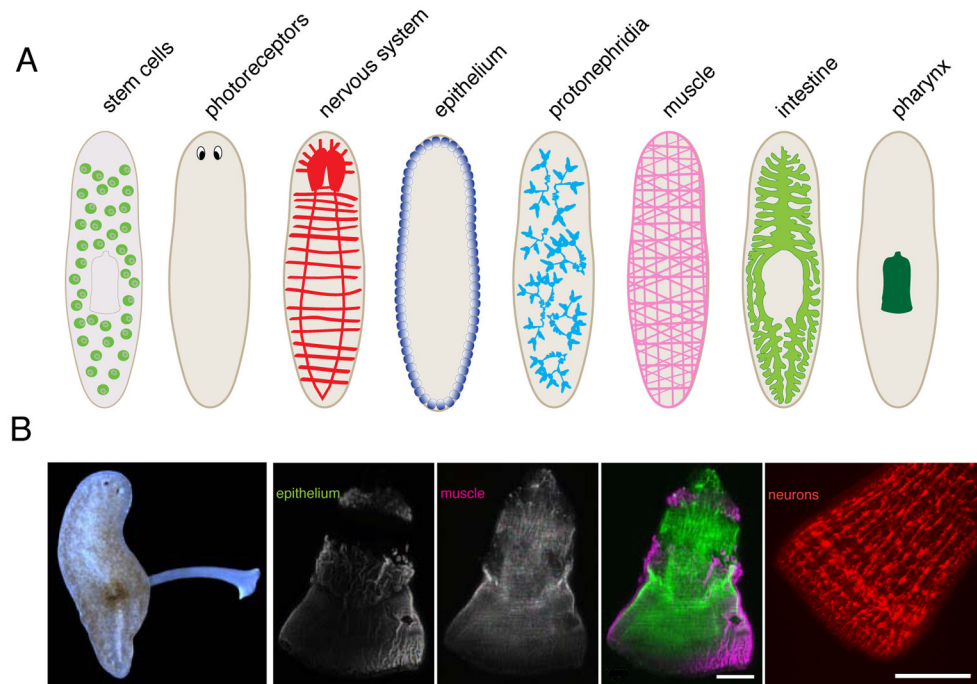 A
stem cells
photoreceptors
nervous system
epithelium
protonephridia
muscle
intestine
pharynx
B
epithelium
muscle
neurons